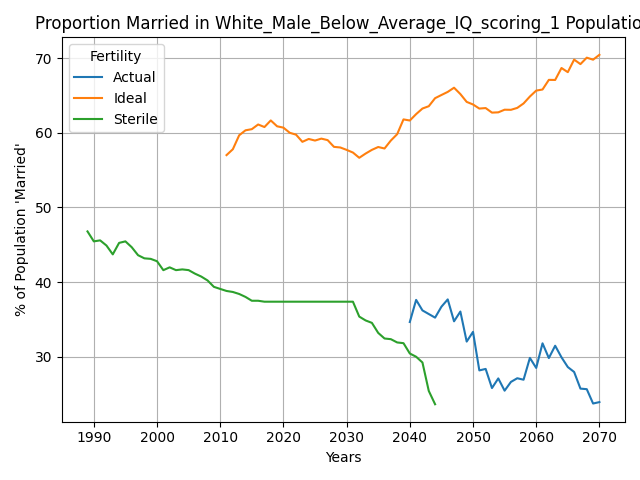 Proportion Married in White_Male_Below_Average_IQ_scoring_1 Populatio
Fertility
Actual
Ideal
Sterile
% of Population 'Married'
70
60
50
40
30
1990 2000 2010 2020 2030 2040 2050 2060 2070
Years